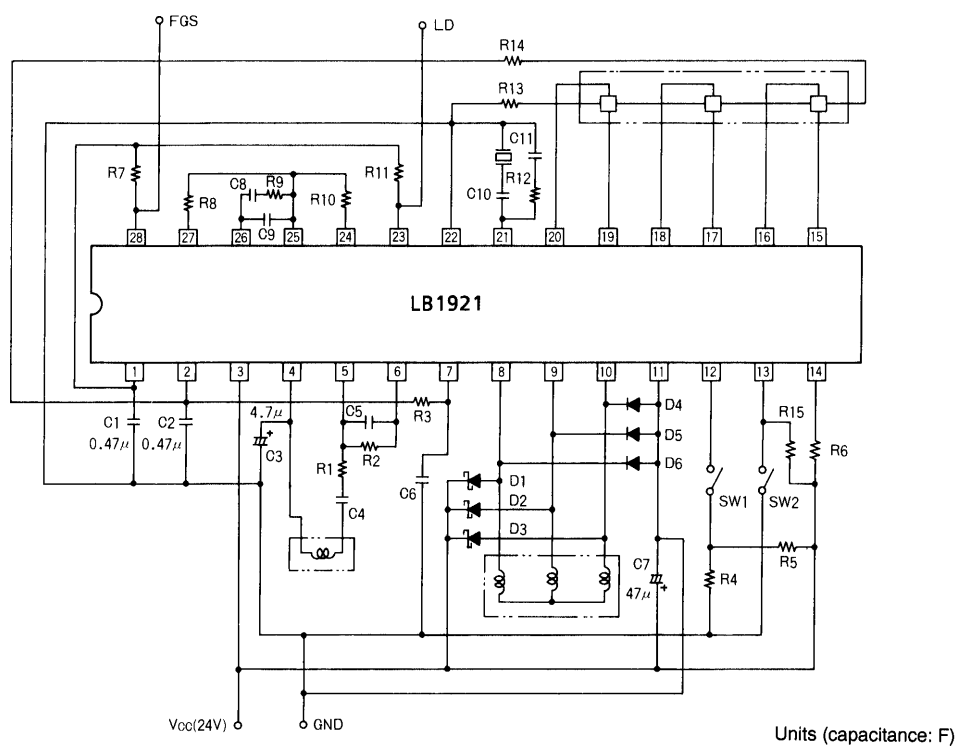 FGS
LD
R14
R13
C11
R7
R11
C8
R9
R12
R8
R10
C10
C9
28
27
26
25
24
23
22
21
20
19
18
17
16
15
LB1921
1
2
3
4
5
6
7
8
9
10
11
12
13
14
4.7μ
C5
R3
D4
R15
C1
0.47μ
C2
0.47μ
C3
R2
D5
R6
R1
D6
C6
D1
C4
D2
SW1
SW2
D3
R5
C7
47μ
R4
Vcc(24V)
GND
Units (capacitance: F)